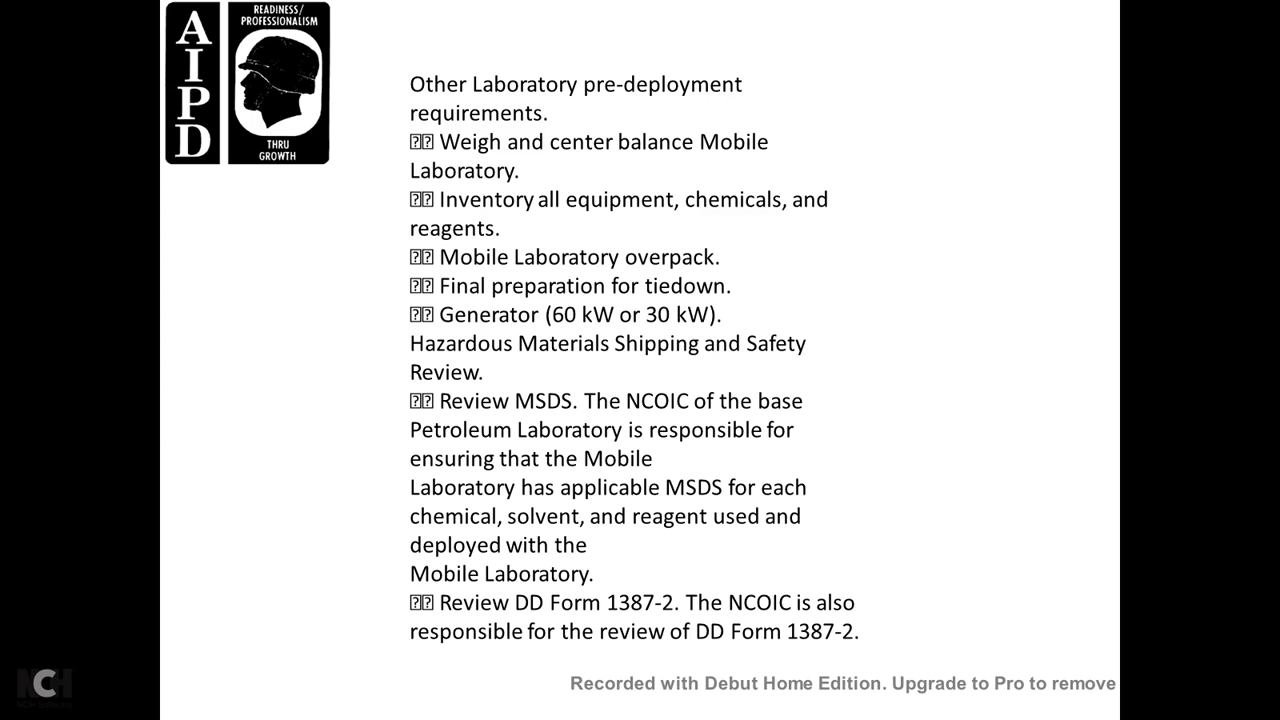 AIPD
READINESS/
PROFESSIONALISM
THRU
GROWTH
Other Laboratory pre-deployment
requirements.
⍰⍰ Weigh and center balance Mobile
Laboratory.
⍰⍰ Inventory all equipment, chemicals, and
reagents.
⍰⍰ Mobile Laboratory overpack.
⍰⍰ Final preparation for tiedown.
⍰⍰ Generator (60 kW or 30 kW).
Hazardous Materials Shipping and Safety
Review.
⍰⍰ Review MSDS. The NCOIC of the base
Petroleum Laboratory is responsible for
ensuring that the Mobile
Laboratory has applicable MSDS for each
chemical, solvent, and reagent used and
deployed with the
Mobile Laboratory.
⍰⍰ Review DD Form 1387-2. The NCOIC is also
responsible for the review of DD Form 1387-2.
NCH
Recorded with Debut Home Edition. Upgrade to Pro to remove